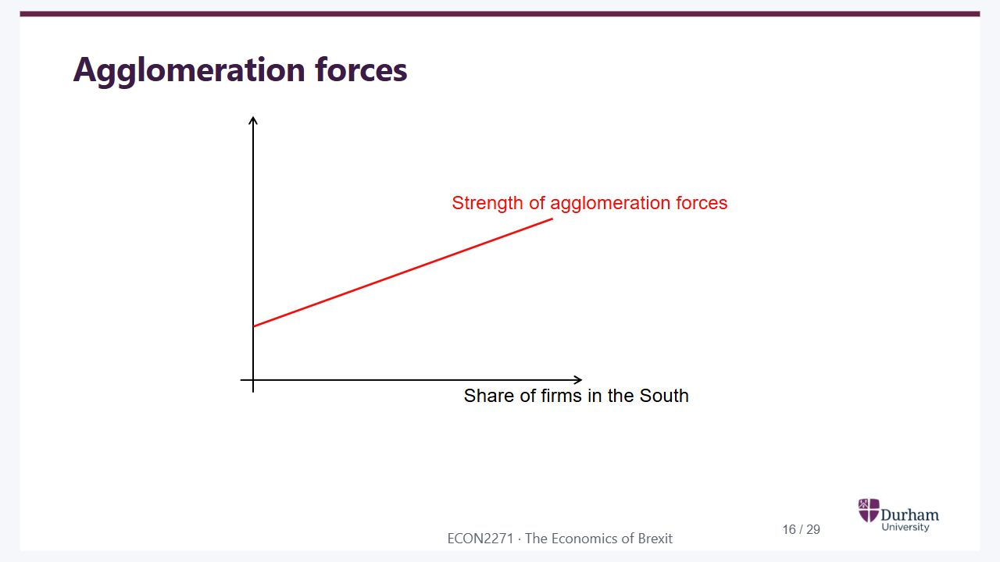 Agglomeration forces
Strength of agglomeration forces
Share of firms in the South
ECON2271 · The Economics of Brexit
16 / 29
Durham
University